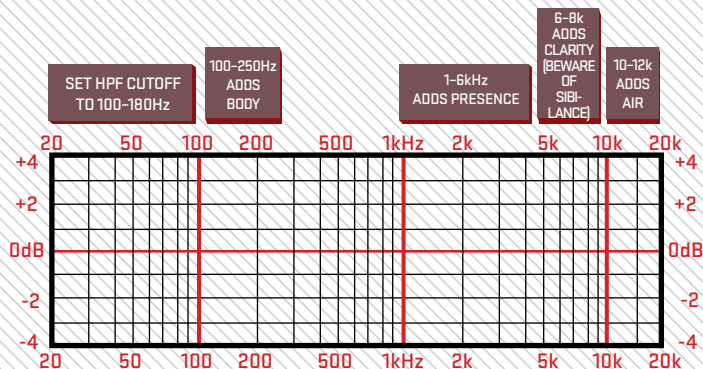 SET HPF CUTOFF
TO 100-180Hz
100-250Hz
ADDS
BODY
1-6kHz
ADDS PRESENCE
6-8k
ADDS
CLARITY
(BEWARE
OF
SIBI-
LANCE)
10-12k
ADDS
AIR
20 50 100 200 500 1kHz 2k 5k 10k 20k
+4 +4
+2 +2
0dB 0dB
-2 -2
-4 -4
20 50 100 200 500 1kHz 2k 5k 10k 20k